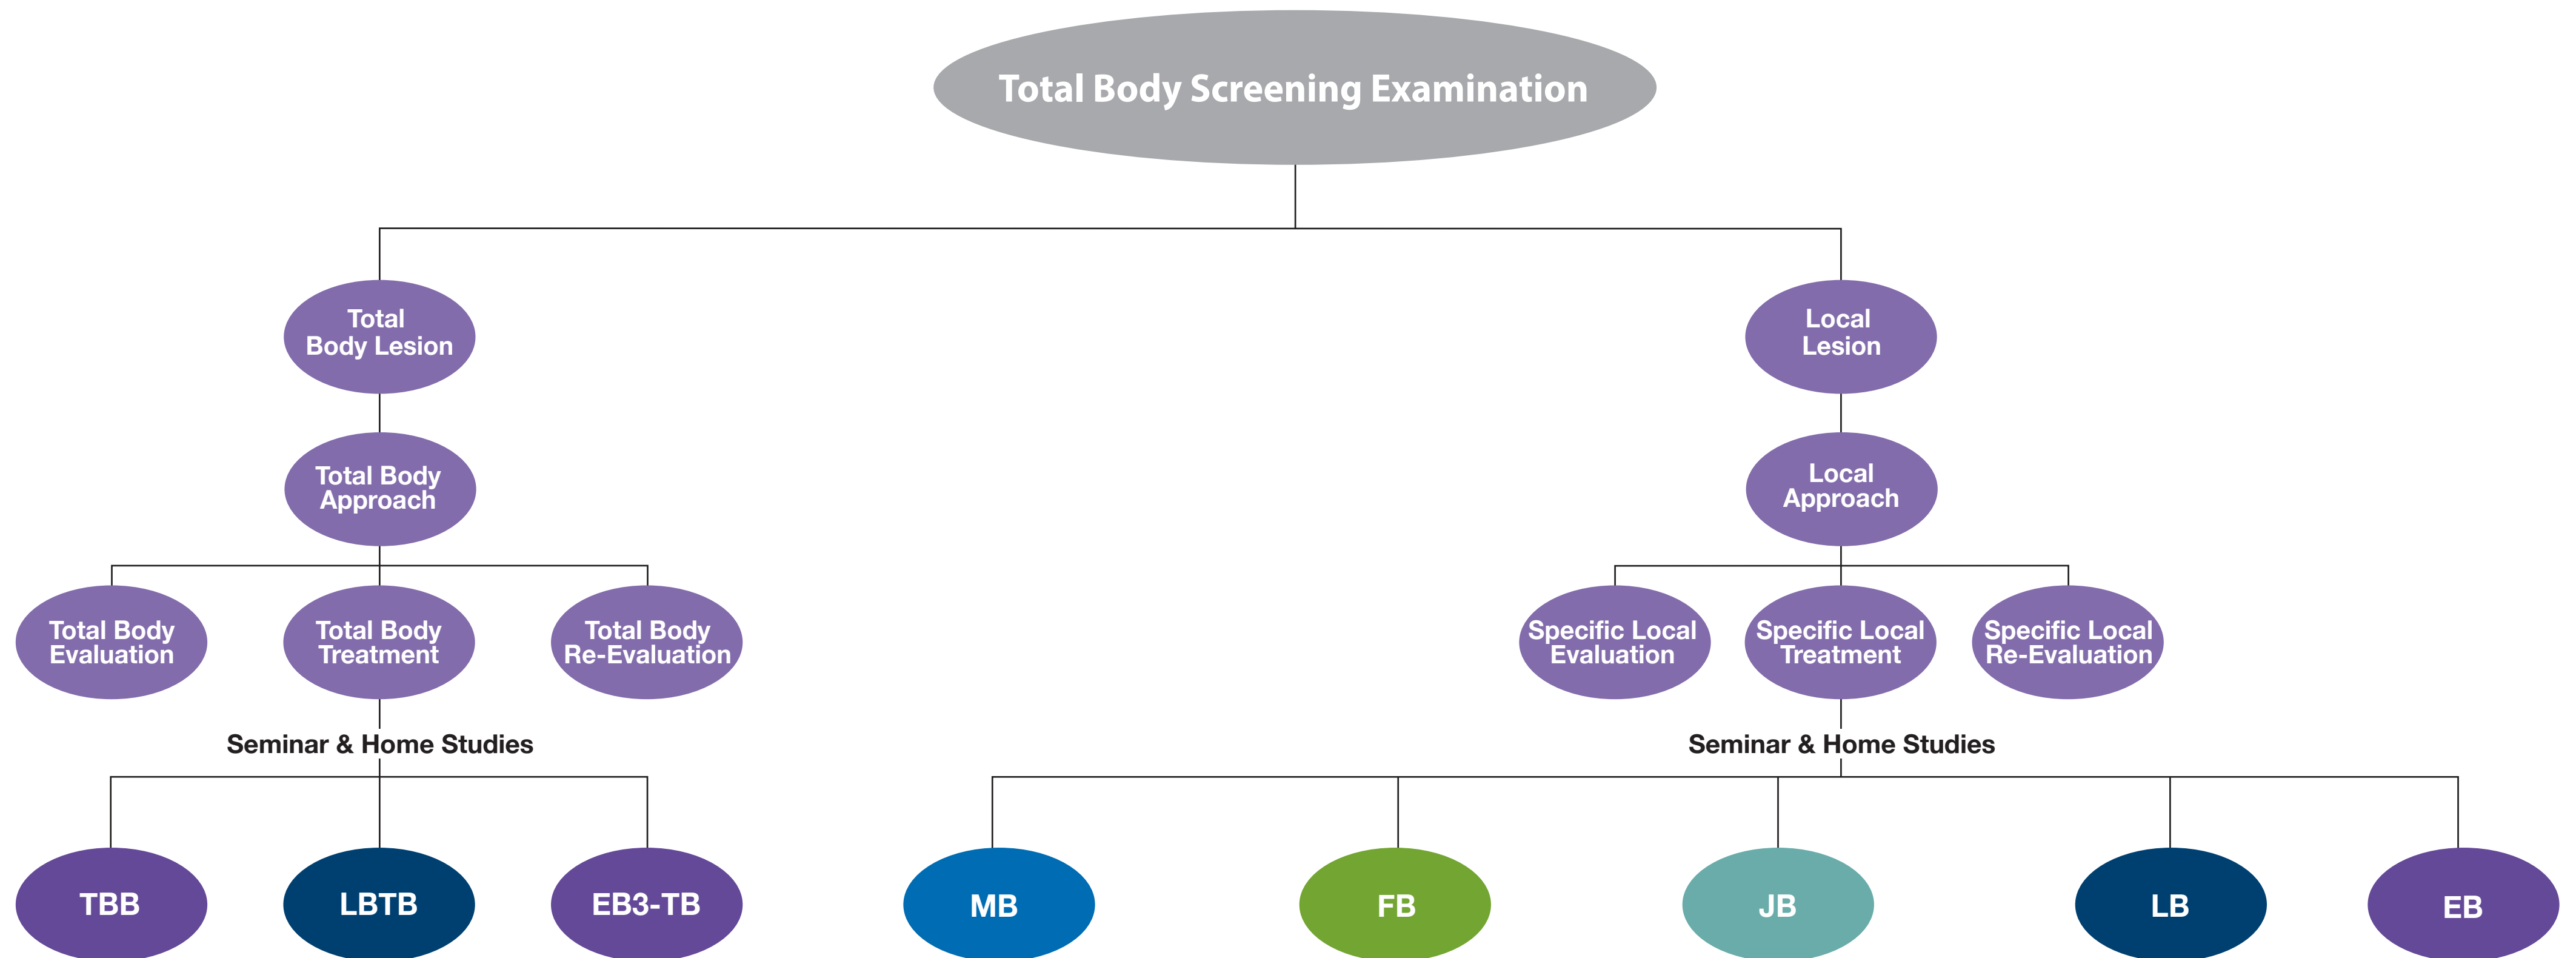 Total Body Screening Examination
Total
Body Lesion
Local
Lesion
Total Body
Approach
Local
Approach
Total Body
Evaluation
Total Body
Treatment
Total Body
Re-Evaluation
Specific Local
Evaluation
Specific Local
Treatment
Specific Local
Re-Evaluation
Seminar & Home Studies
Seminar & Home Studies
TBB
LBTB
EB3-TB
MB
FB
JB
LB
EB